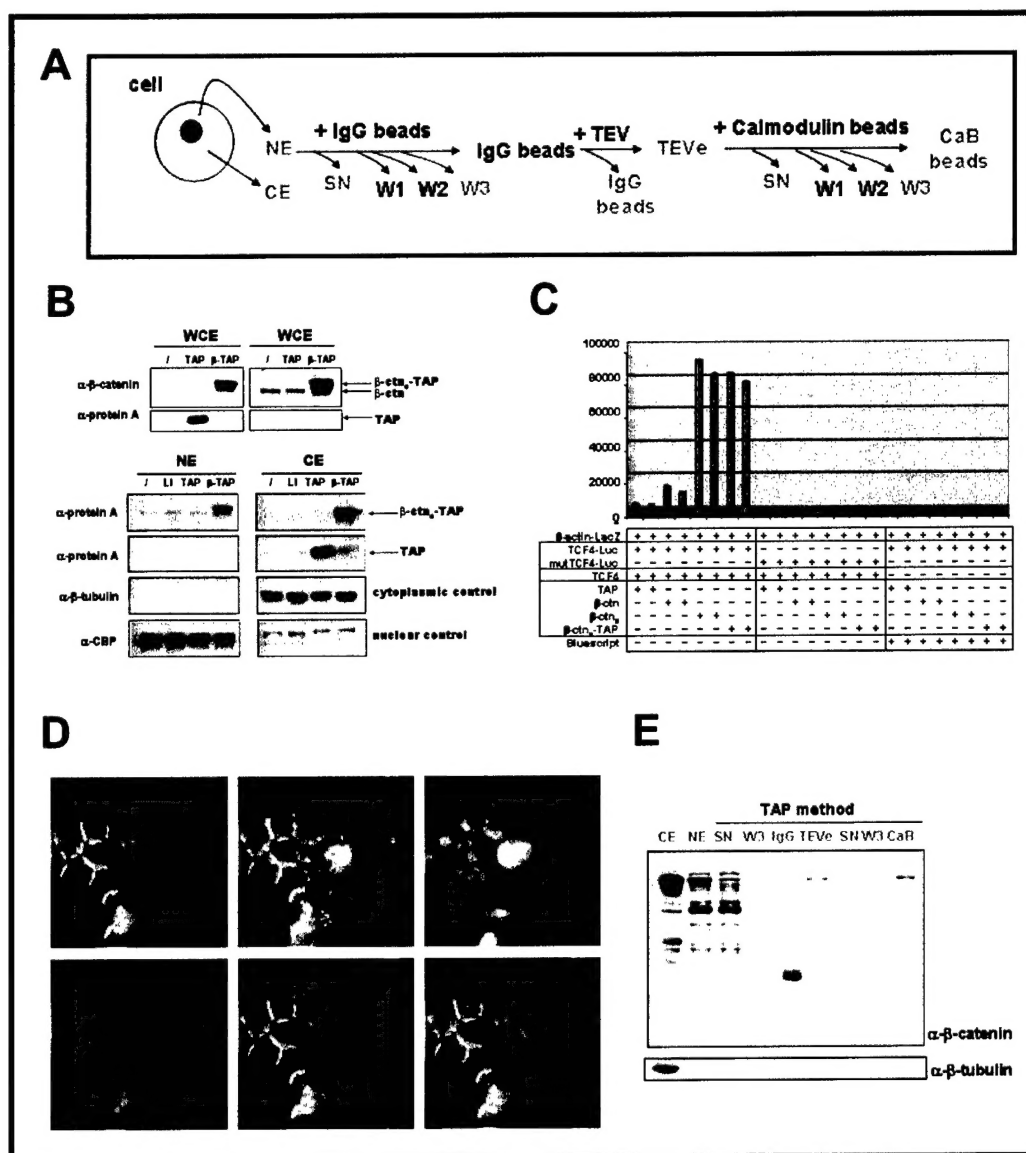 A
cell
NE
CE
+ IgG beads
SN
W1
W2
W3
IgG beads
+ TEV
IgG
beads
TEVe
+ Calmodulin beads
SN
W1
W2
W3
CaB
beads
B
WCE
WCE
/ TAP β-TAP
/ TAP β-TAP
α-β-catenin
β-ctnₛ-TAP
β-ctn
α-protein A
TAP
NE
CE
/ LI TAP β-TAP
/ LI TAP β-TAP
α-protein A
β-ctnₛ-TAP
α-protein A
TAP
α-β-tubulin
cytoplasmic control
α-CBP
nuclear control
C
100000
80000
60000
40000
20000
0
β-actin-LacZ + + + + + + + + + + + + + + + + + + + + + + + +
TCF4-Luc + + + + + + + + - - - - - - - - + + + + + + + +
mutTCF4-Luc - - - - - - - - + + + + + + + + - - - - - - - -
TCF4 + + + + + + + + + + + + + + + + - - - - - - - -
TAP + + - - - - - - + + - - - - - - + + - - - - - -
β-ctn - - + + - - - - - - + + - - - - - - + + - - - -
β-ctnₛ - - - - + + - - - - - - + + - - - - - - + + - -
β-ctnₛ-TAP - - - - - - + + - - - - - - + + - - - - - - + +
Bluescript - - - - - - - - - - - - - - - - + + + + + + + +
D
E
TAP method
CE NE SN W3 IgG TEVe SN W3 CaB
α-β-catenin
α-β-tubulin